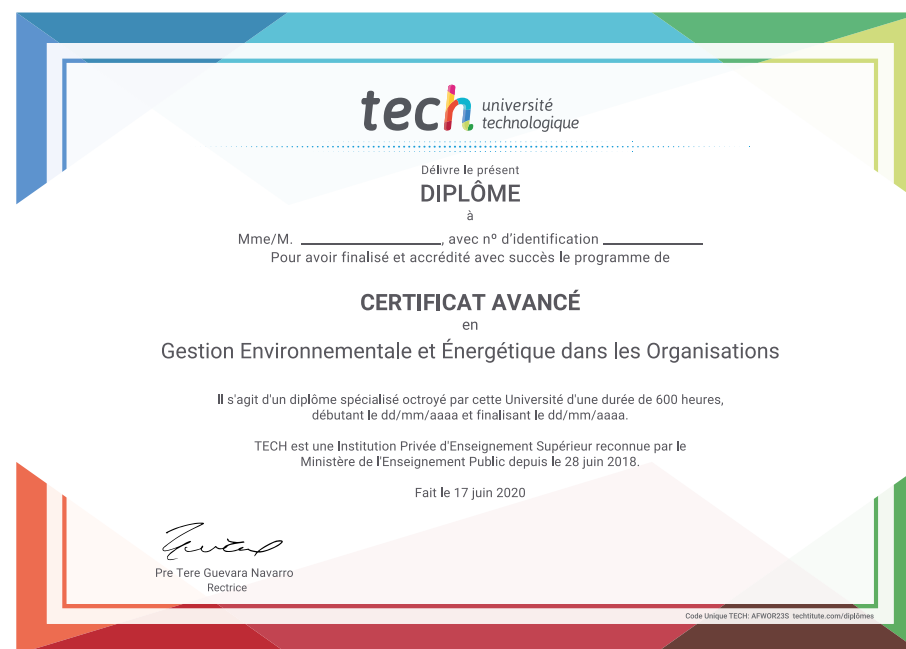 tech université
technologique
Délivre le présent
DIPLÔME
à
Mme/M. ____________________, avec nº d'identification ______________
Pour avoir finalisé et accrédité avec succès le programme de
CERTIFICAT AVANCÉ
en
Gestion Environnementale et Énergétique dans les Organisations
Il s'agit d'un diplôme spécialisé octroyé par cette Université d'une durée de 600 heures,
débutant le dd/mm/aaaa et finalisant le dd/mm/aaaa.
TECH est une Institution Privée d'Enseignement Supérieur reconnue par le
Ministère de l'Enseignement Public depuis le 28 juin 2018.
Fait le 17 juin 2020
Pre Tere Guevara Navarro
Rectrice
Code Unique TECH: AFWOR23S techtitute.com/diplômes